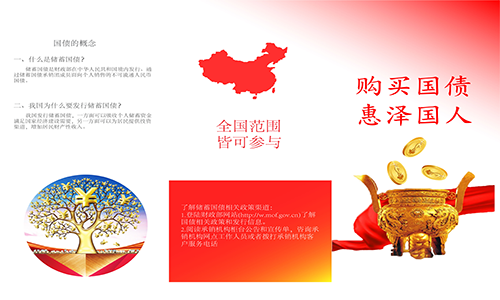 国债的概念
一，什么是储蓄国债？
储蓄国债是财政部在中华人民共和国境内发行，通
过储蓄国债承销团成员面向个人销售的不可流通人民币
国债。
二，我国为什么要发行储蓄国债？
我国发行储蓄国债，一方面可以吸收个人储蓄资金
满足国家经济建设需要，另一方面可以为居民提供投资
渠道，增加居民财产性收入。
全国范围
皆可参与
了解储蓄国债相关政策渠道：
1.登陆财政部网站(http://w.mof.gov.cn)了解
国债相关政策和发行信息。
2.阅读承销机构柜台公告和宣传单，咨询承
销机构网点工作人员或者拨打承销机构客
户服务电话
购买国债
惠泽国人